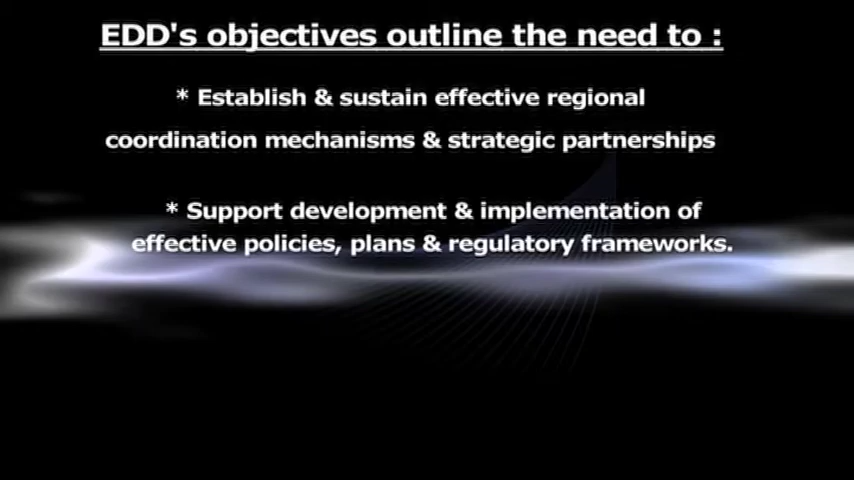 EDD's objectives outline the need to :
* Establish & sustain effective regional
coordination mechanisms & strategic partnerships
* Support development & implementation of
effective policies, plans & regulatory frameworks.